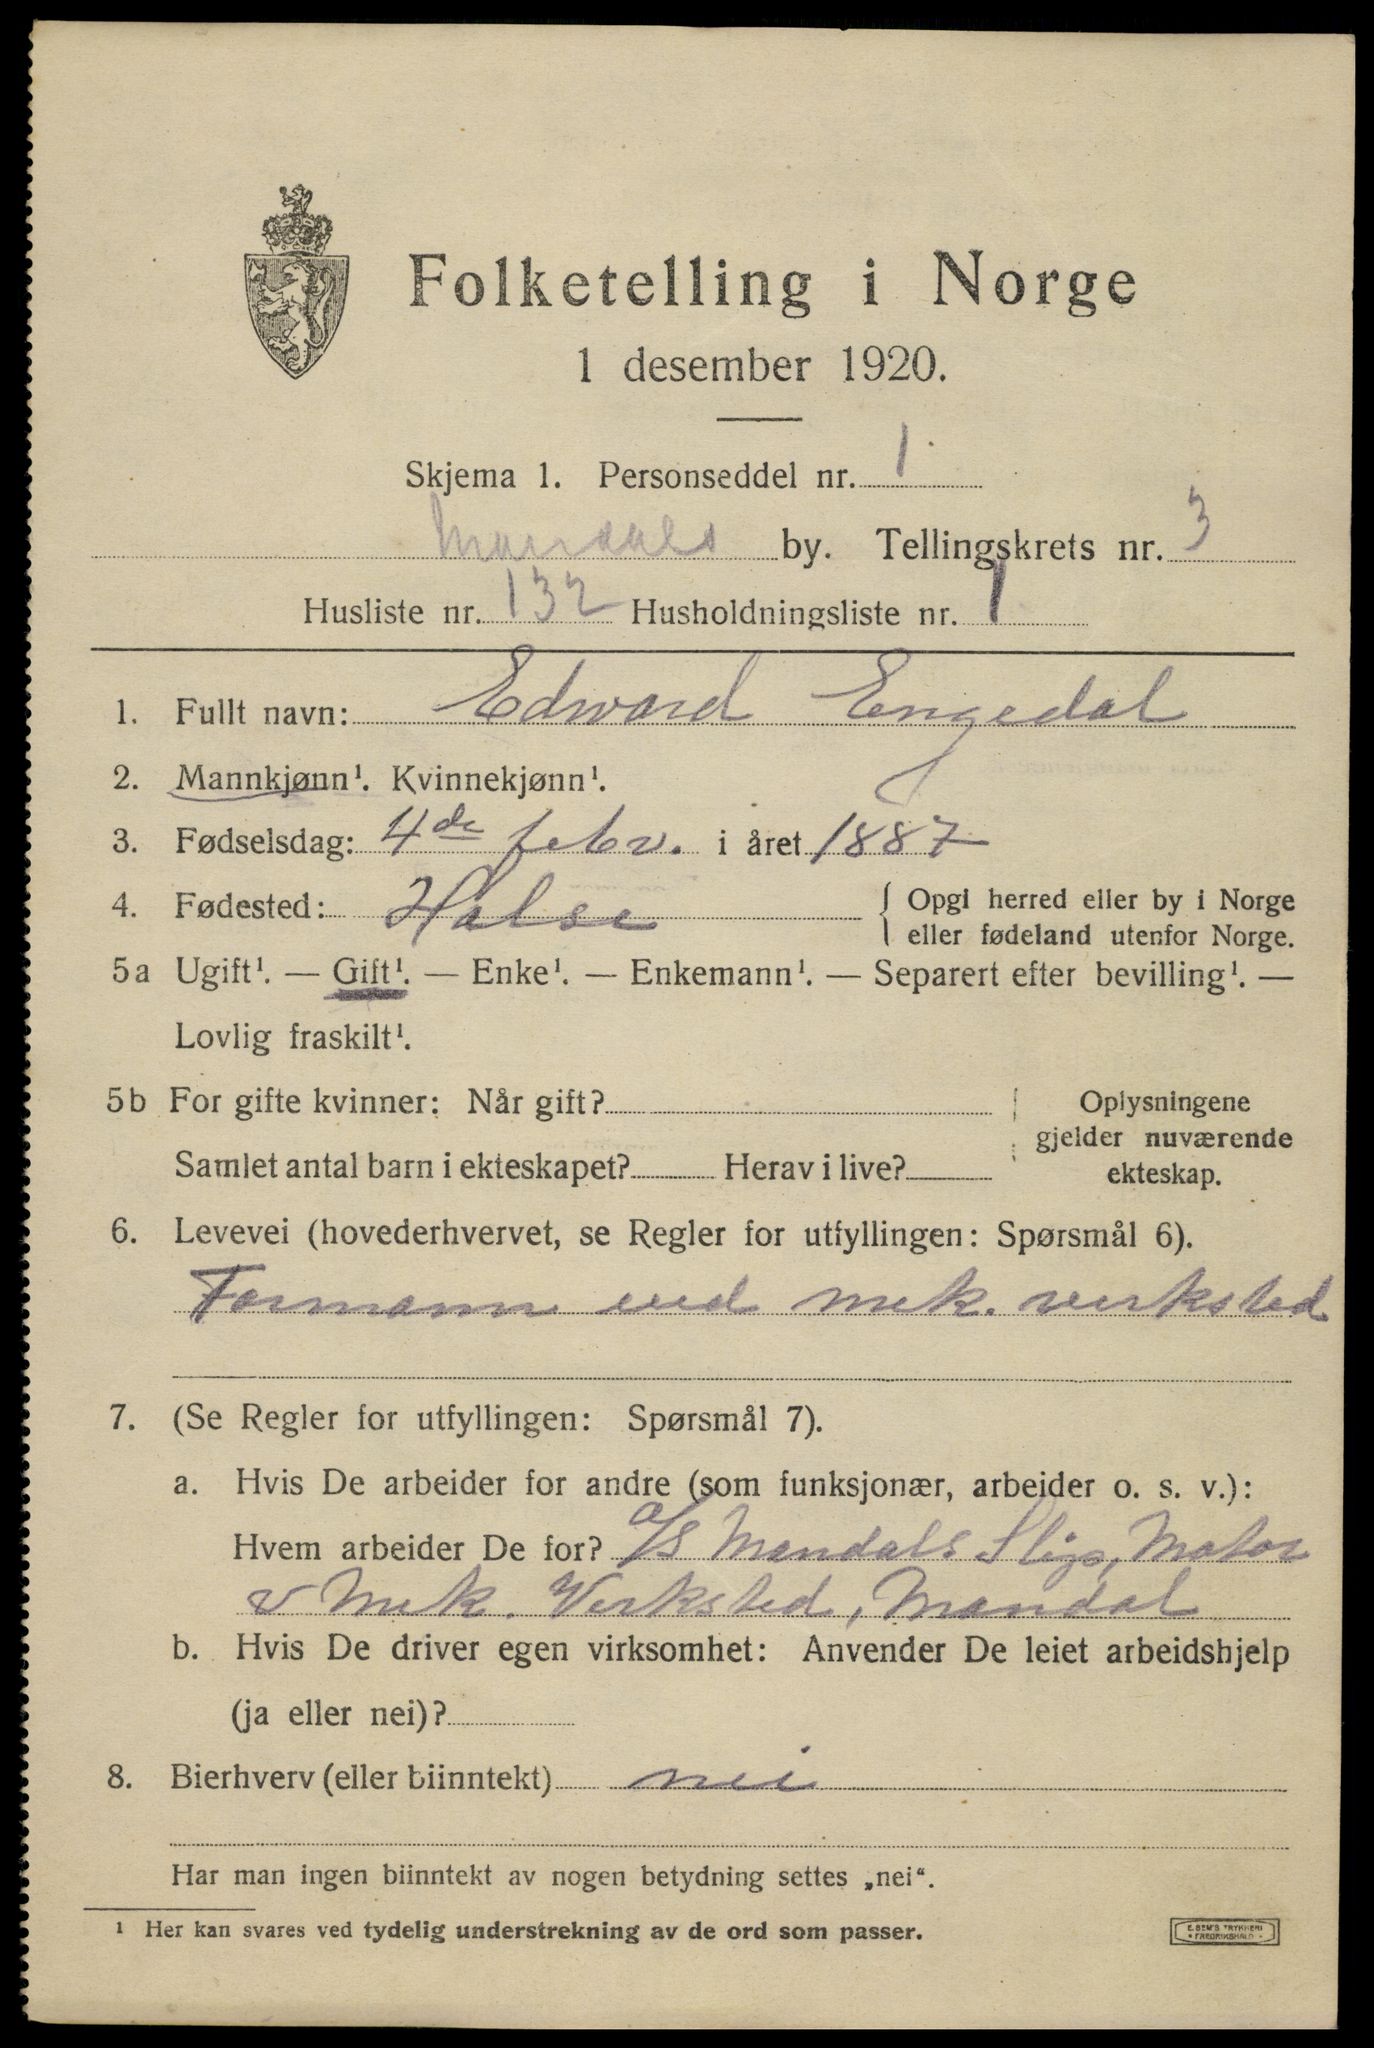 Folketelling i Norge
1 desember 1920.
Skjema 1. Personseddel nr. 1
Mandals by. Tellingskrets nr. 3
Husliste nr. 132 Husholdningsliste nr. 1
1. Fullt navn: Edward Engedal
2. Mannkjønn¹. Kvinnekjønn¹.
3. Fødselsdag: 4de febr. i året 1887
4. Fødested: Halse { Opgi herred eller by i Norge
eller fødeland utenfor Norge.
5a Ugift¹. — Gift¹. — Enke¹. — Enkemann¹. — Separert efter bevilling¹. —
Lovlig fraskilt¹.
5b For gifte kvinner: Når gift? Oplysningene
gjelder nuværende
Samlet antal barn i ekteskapet? Herav i live? ekteskap.
6. Levevei (hovederhvervet, se Regler for utfyllingen: Spørsmål 6).
Formann ved mek. verksted
7. (Se Regler for utfyllingen: Spørsmål 7).
a. Hvis De arbeider for andre (som funksjonær, arbeider o. s. v.):
Hvem arbeider De for? a/s Mandals Slip, Motor
v Mek. Verksted, Mandal
b. Hvis De driver egen virksomhet: Anvender De leiet arbeidshjelp
(ja eller nei)?
8. Bierhverv (eller biinntekt) nei
Har man ingen biinntekt av nogen betydning settes „nei“.
¹ Her kan svares ved tydelig understrekning av de ord som passer.
E. SEM'S TRYKKERI
• FREDRIKSHALD •